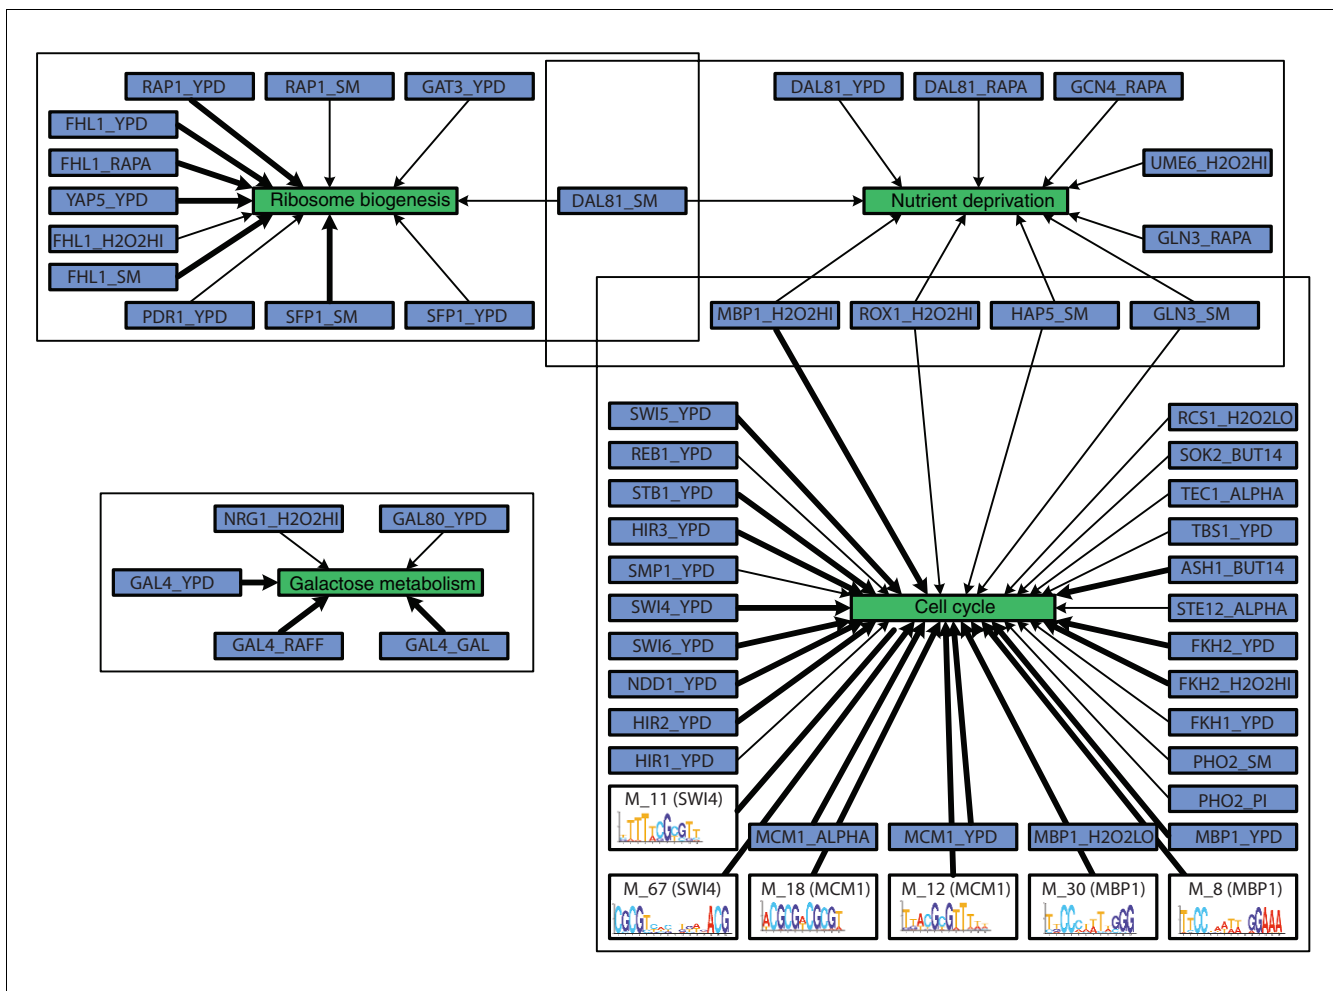 RAP1_YPD
RAP1_SM
GAT3_YPD
FHL1_YPD
FHL1_RAPA
YAP5_YPD
FHL1_H2O2HI
FHL1_SM
PDR1_YPD
SFP1_SM
SFP1_YPD
Ribosome biogenesis
DAL81_SM
DAL81_YPD
DAL81_RAPA
GCN4_RAPA
UME6_H2O2HI
Nutrient deprivation
GLN3_RAPA
MBP1_H2O2HI
ROX1_H2O2HI
HAP5_SM
GLN3_SM
NRG1_H2O2HI
GAL80_YPD
GAL4_YPD
Galactose metabolism
GAL4_RAFF
GAL4_GAL
SWI5_YPD
REB1_YPD
STB1_YPD
HIR3_YPD
SMP1_YPD
SWI4_YPD
SWI6_YPD
NDD1_YPD
HIR2_YPD
HIR1_YPD
Cell cycle
RCS1_H2O2LO
SOK2_BUT14
TEC1_ALPHA
TBS1_YPD
ASH1_BUT14
STE12_ALPHA
FKH2_YPD
FKH2_H2O2HI
FKH1_YPD
PHO2_SM
PHO2_PI
M_11 (SWI4)
MCM1_ALPHA
MCM1_YPD
MBP1_H2O2LO
MBP1_YPD
M_67 (SWI4)
M_18 (MCM1)
M_12 (MCM1)
M_30 (MBP1)
M_8 (MBP1)